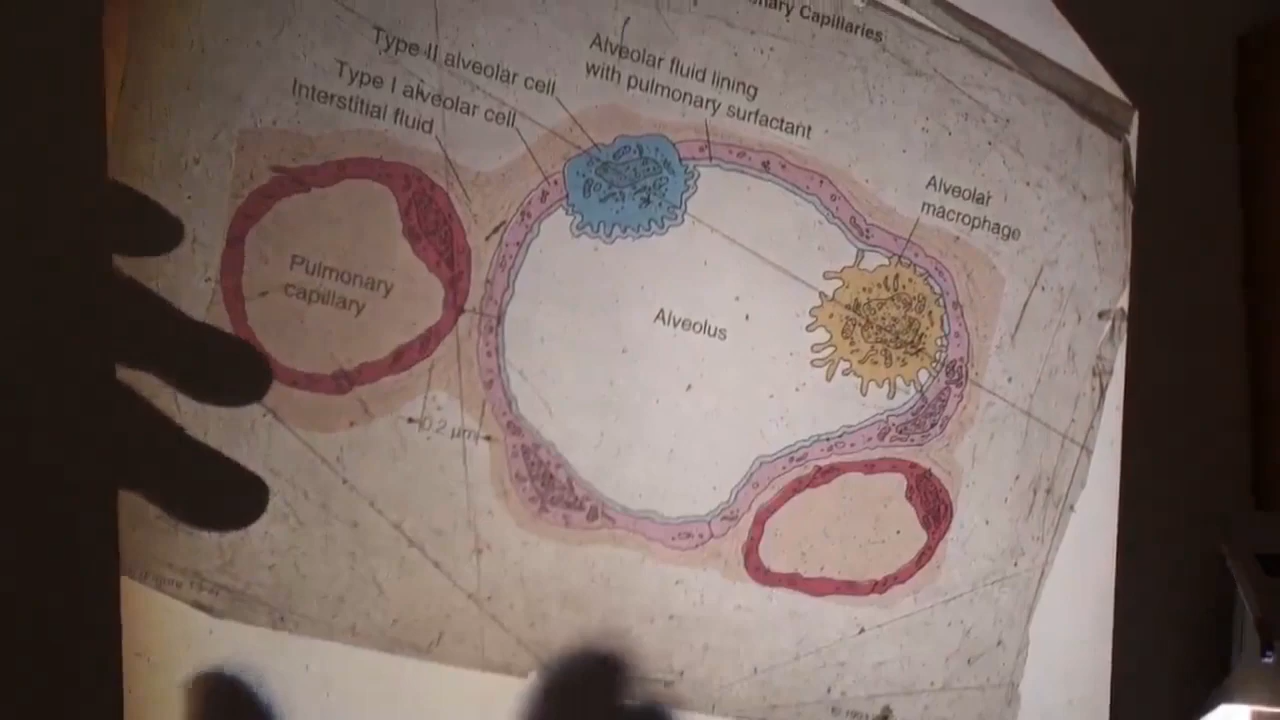 Capillaries
Type II alveolar cell
Alveolar fluid lining
with pulmonary surfactant
Type I alveolar cell
Interstitial fluid
Alveolar
macrophage
Pulmonary
capillary
Alveolus
0.2 μm